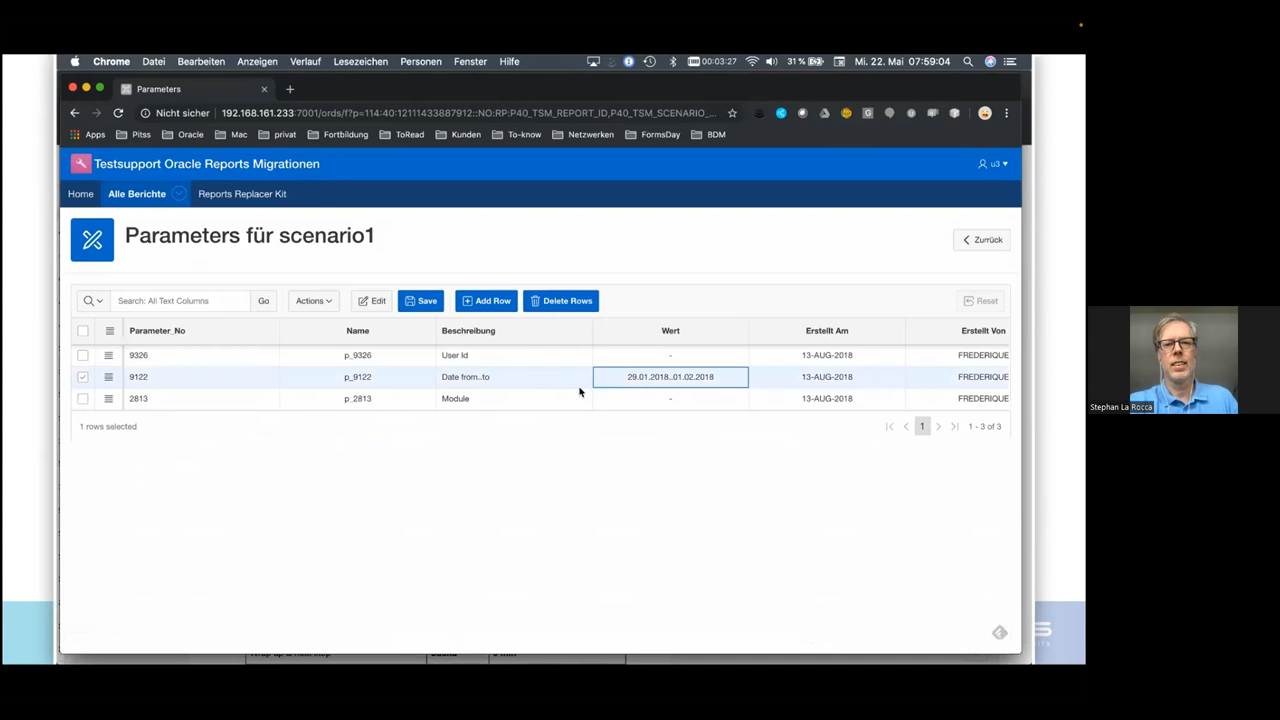 Chrome Datei Bearbeiten Anzeigen Verlauf Lesezeichen Personen Fenster Hilfe 00:03:27 31 % Mi. 22. Mai 07:59:04
Parameters
Nicht sicher 192.168.161.233:7001/ords/f?p=114:40:12111433887912::NO:RP:P40_TSM_REPORT_ID,P40_TSM_SCENARIO_...
Apps Pitss Oracle Mac privat Fortbildung ToRead Kunden To-know Netzwerken FormsDay BDM
Testsupport Oracle Reports Migrationen u3
Home Alle Berichte Reports Replacer Kit
Parameters für scenario1 Zurrück
Search: All Text Columns Go Actions Edit Save Add Row Delete Rows Reset
Parameter_No Name Beschreibung Wert Erstellt Am Erstellt Von
9326 p_9326 User Id - 13-AUG-2018 FREDERIQUE
9122 p_9122 Date from..to 29.01.2018..01.02.2018 13-AUG-2018 FREDERIQUE
2813 p_2813 Module - 13-AUG-2018 FREDERIQUE
1 rows selected 1 1 - 3 of 3
Stephan La Rocca